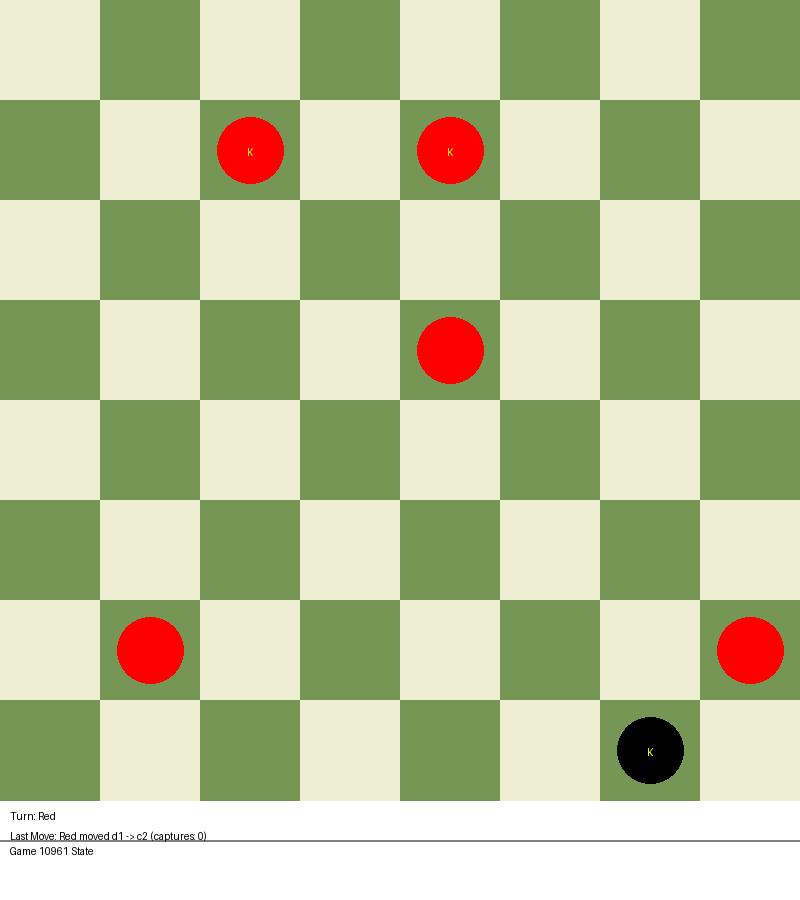 K K
K
Turn: Red
Last Move: Red moved d1 -> c2 (captures: 0)
Game 10961 State